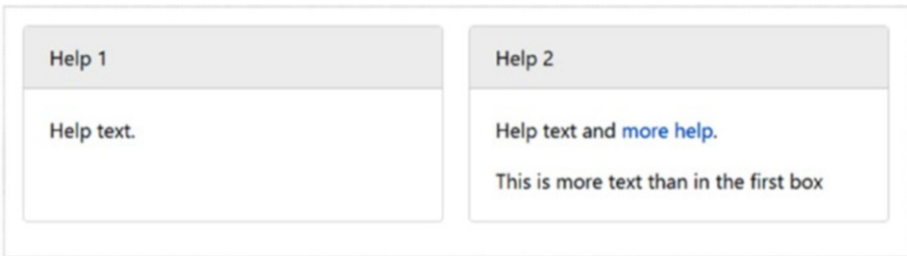 Help 1
Help text.
Help 2
Help text and more help.
This is more text than in the first box